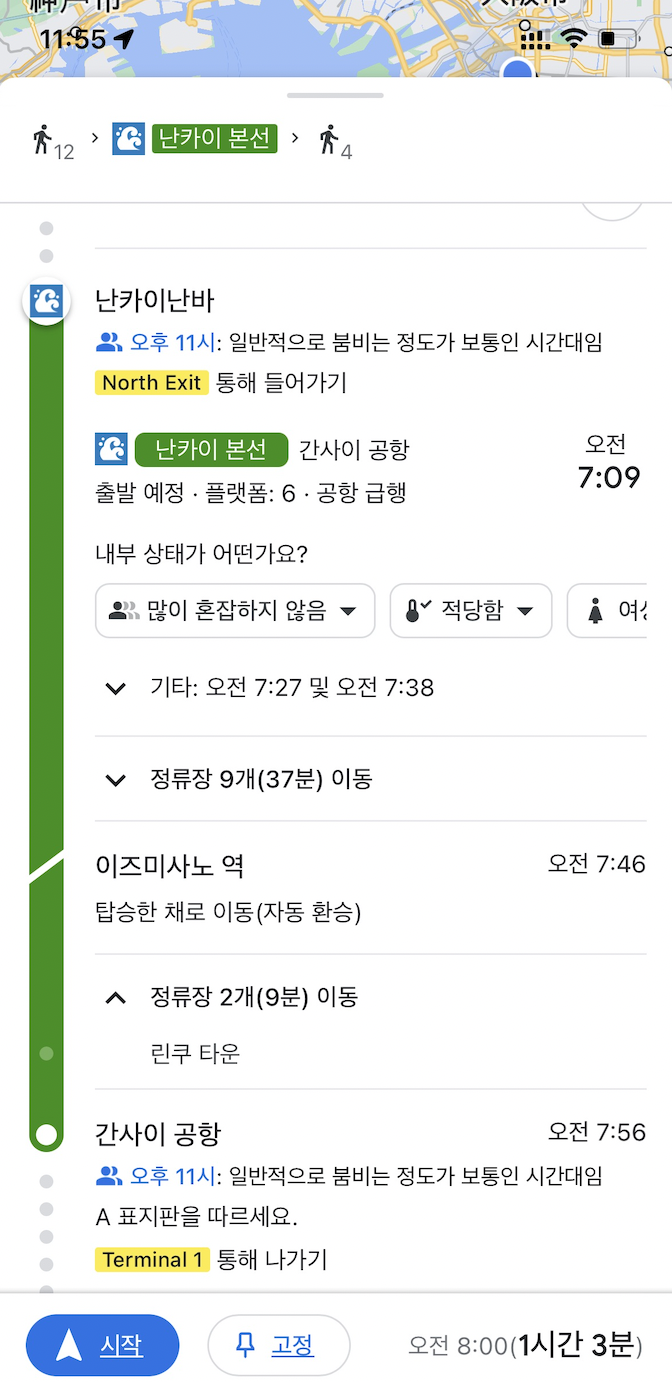 11:55
12 난카이 본선 4
난카이난바
오후 11시: 일반적으로 붐비는 정도가 보통인 시간대임
North Exit 통해 들어가기
난카이 본선 간사이 공항
오전
7:09
출발 예정 · 플랫폼: 6 · 공항 급행
내부 상태가 어떤가요?
많이 혼잡하지 않음 적당함
기타: 오전 7:27 및 오전 7:38
정류장 9개(37분) 이동
이즈미사노 역 오전 7:46
탑승한 채로 이동(자동 환승)
정류장 2개(9분) 이동
린쿠 타운
간사이 공항 오전 7:56
오후 11시: 일반적으로 붐비는 정도가 보통인 시간대임
A 표지판을 따르세요.
Terminal 1 통해 나가기
시작 고정 오전 8:00(1시간 3분)